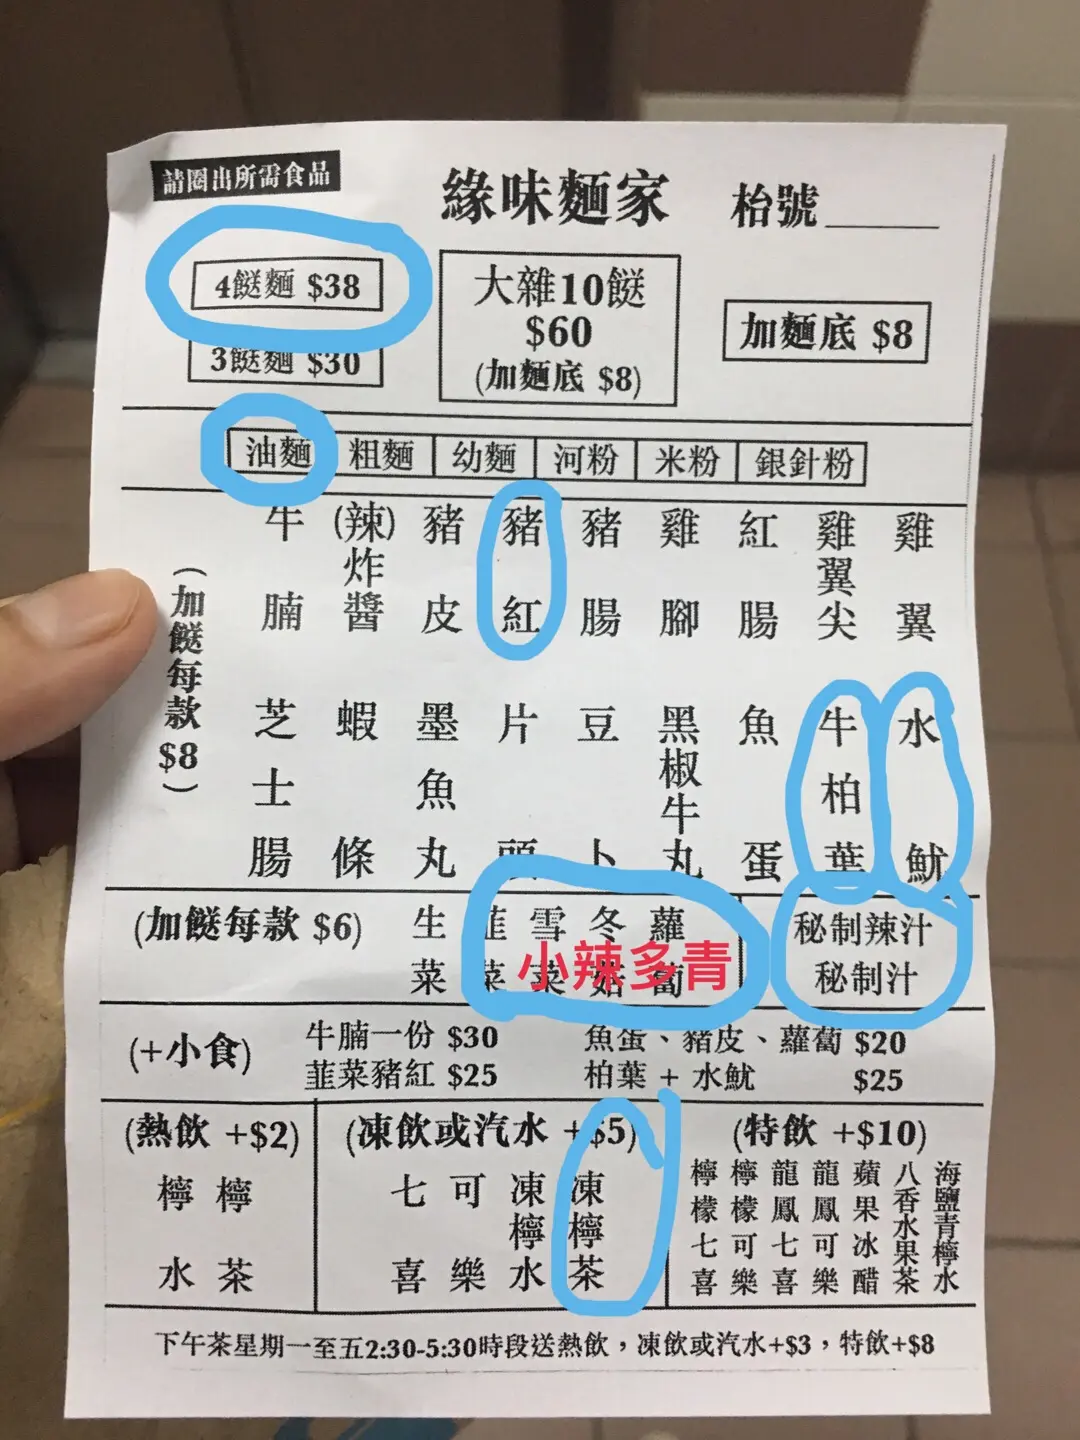 請圈出所需食品
緣味麵家
枱號
4餸麵 $38
3餸麵 $30
大雜10餸
$60
(加麵底 $8)
加麵底 $8
油麵 粗麵 幼麵 河粉 米粉 銀針粉
(加餸每款 $8)
牛腩
(辣)炸醬
豬皮
豬紅
豬腸
雞腳
紅腸
雞翼尖
雞翼
芝士腸
蝦條
墨魚丸
片頭
豆卜
黑椒牛丸
魚蛋
牛柏葉
水魷
(加餸每款 $6)
生菜
韮菜
雪菜
冬菇
蘿蔔
小辣多青
秘制辣汁
秘制汁
(+小食)
牛腩一份 $30
魚蛋、豬皮、蘿蔔 $20
韮菜豬紅 $25
柏葉 + 水魷 $25
(熱飲 +$2)
檸水
檸茶
(凍飲或汽水 +$5)
七喜
可樂
凍檸水
凍檸茶
(特飲 +$10)
檸檬七喜
檸檬可樂
龍鳳七喜
龍鳳可樂
蘋果冰醋
八香水果茶
海鹽青檸水
下午茶星期一至五2:30-5:30時段送熱飲，凍飲或汽水+$3，特飲+$8